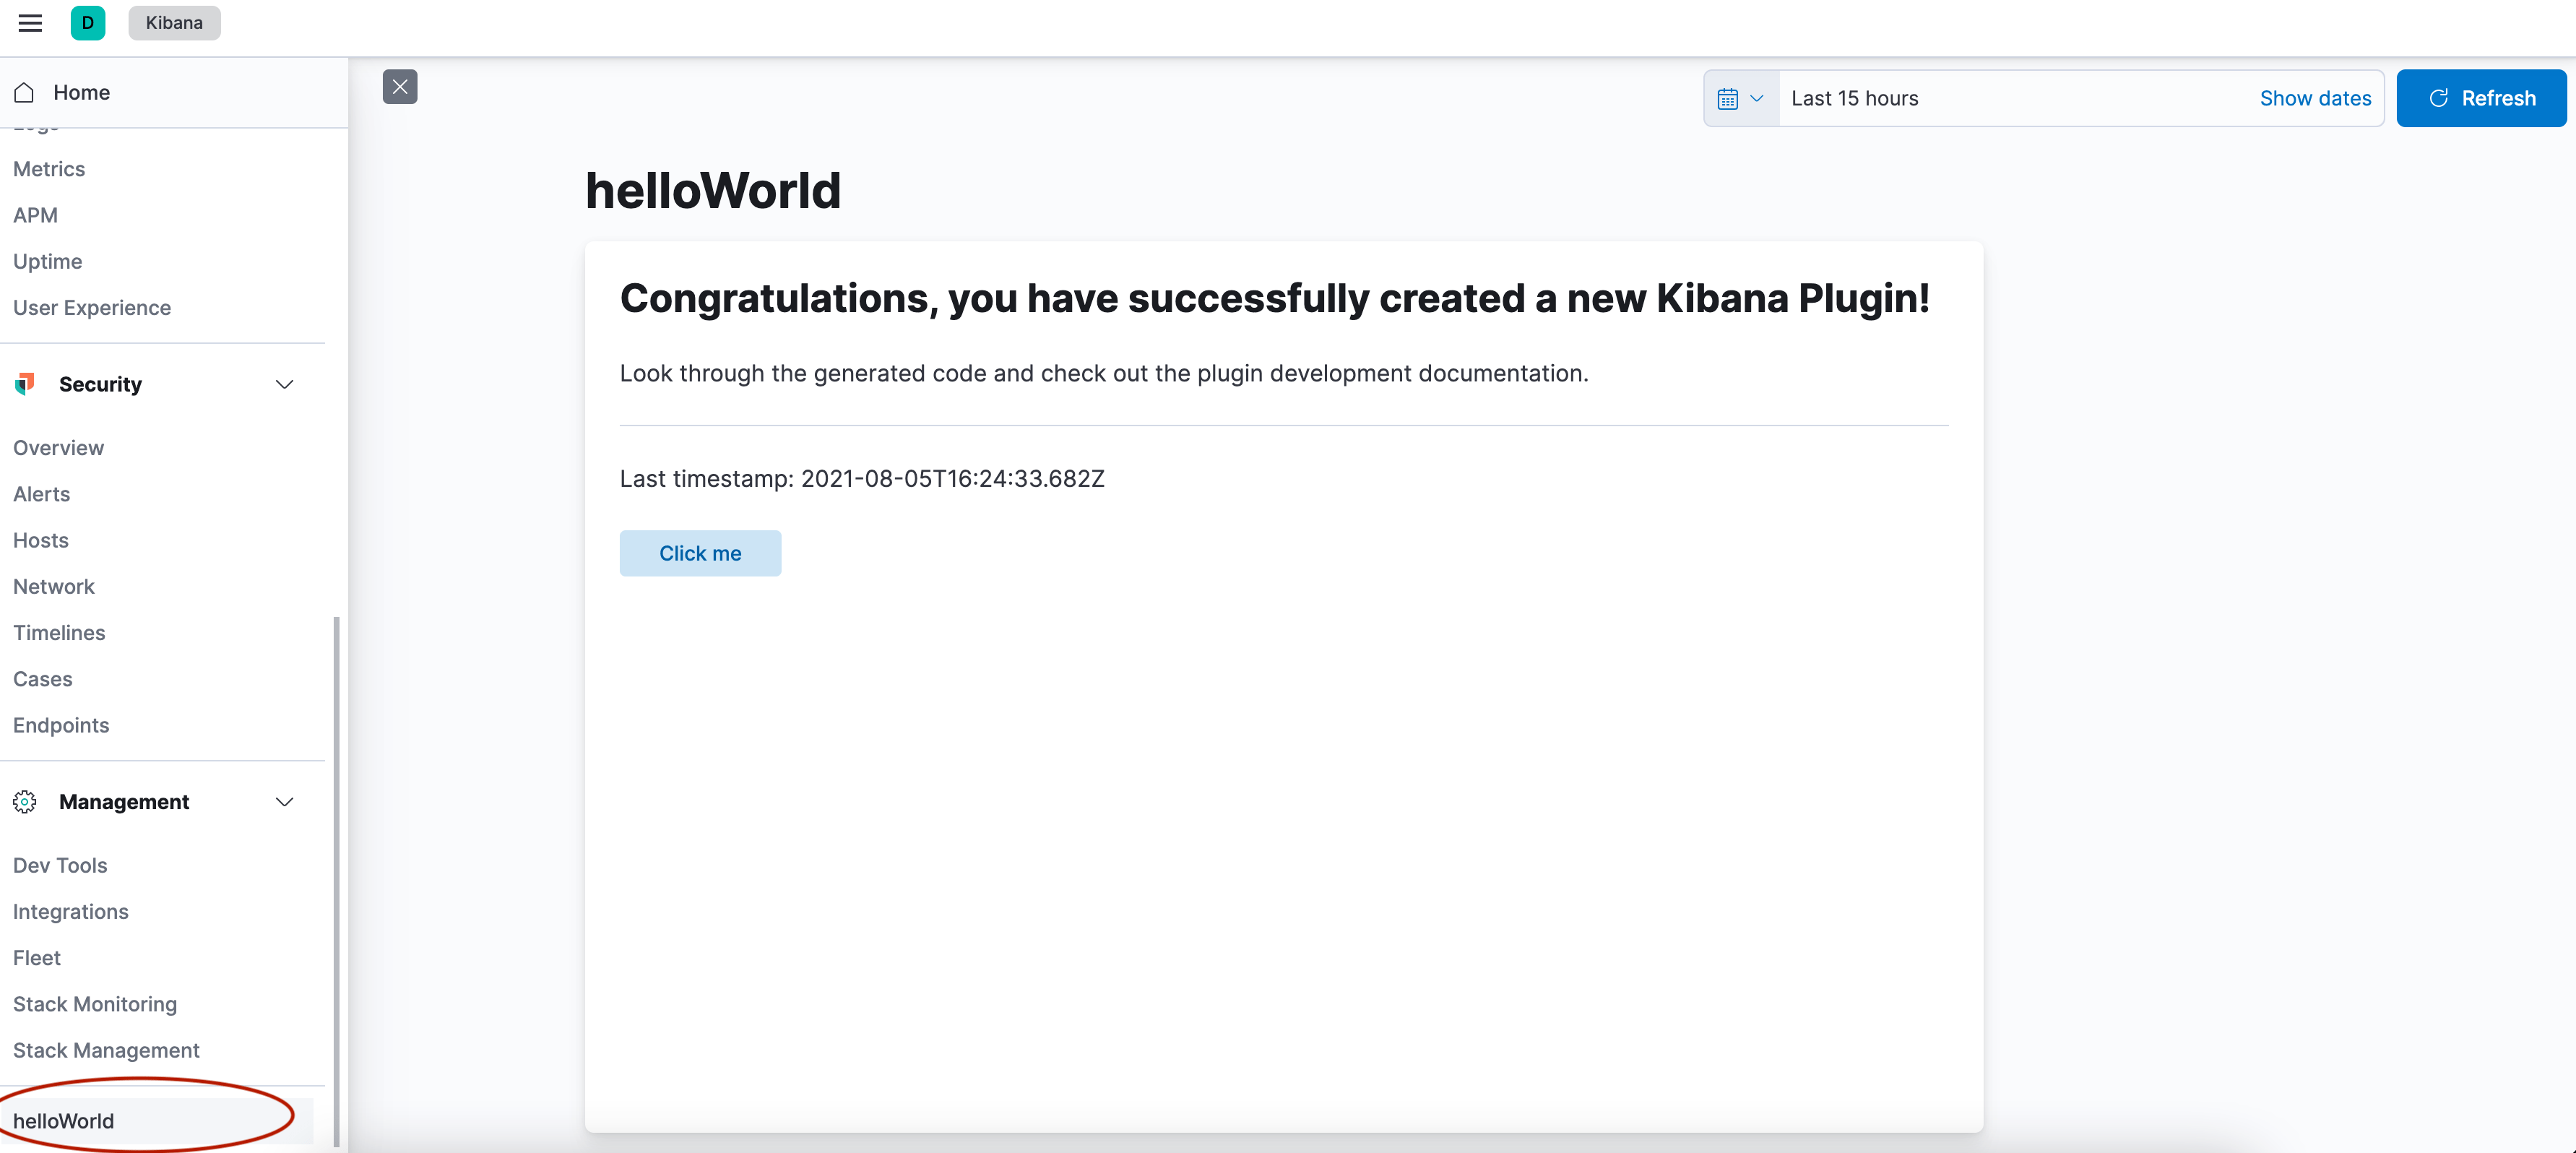 D Kibana
Home
Logs
Metrics
APM
Uptime
User Experience
Security
Overview
Alerts
Hosts
Network
Timelines
Cases
Endpoints
Management
Dev Tools
Integrations
Fleet
Stack Monitoring
Stack Management
helloWorld
Last 15 hours Show dates Refresh
helloWorld
Congratulations, you have successfully created a new Kibana Plugin!
Look through the generated code and check out the plugin development documentation.
Last timestamp: 2021-08-05T16:24:33.682Z
Click me